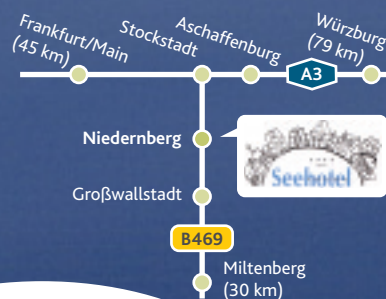 Frankfurt/Main
(45 km)
Stockstadt
Aschaffenburg
A3
Würzburg
(79 km)
Niedernberg
Seehotel
Großwallstadt
B469
Miltenberg
(30 km)